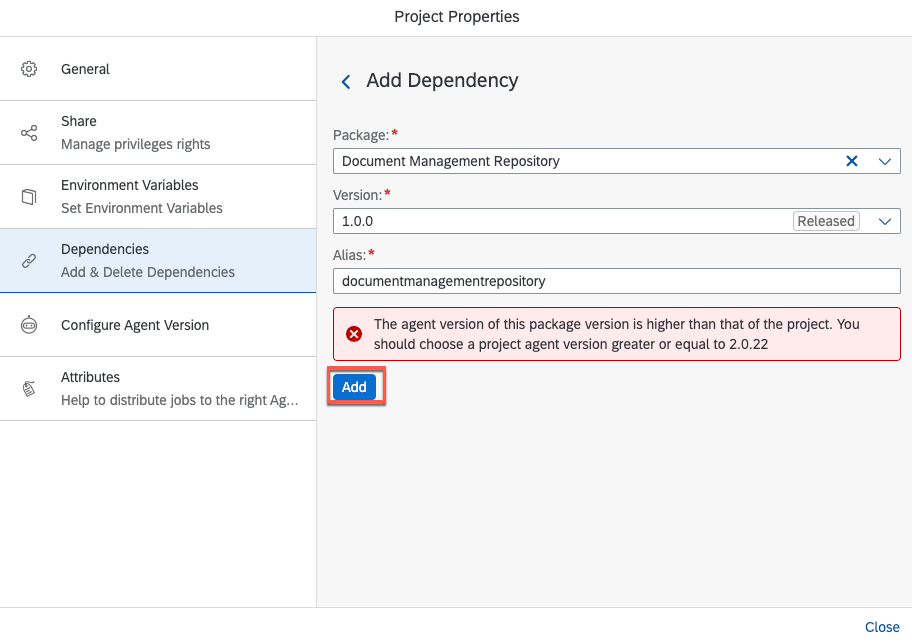 Project Properties
General
Share
Manage privileges rights
Environment Variables
Set Environment Variables
Dependencies
Add & Delete Dependencies
Configure Agent Version
Attributes
Help to distribute jobs to the right Ag...
Add Dependency
Package:*
Document Management Repository
Version:*
1.0.0 Released
Alias:*
documentmanagementrepository
The agent version of this package version is higher than that of the project. You
should choose a project agent version greater or equal to 2.0.22
Add
Close